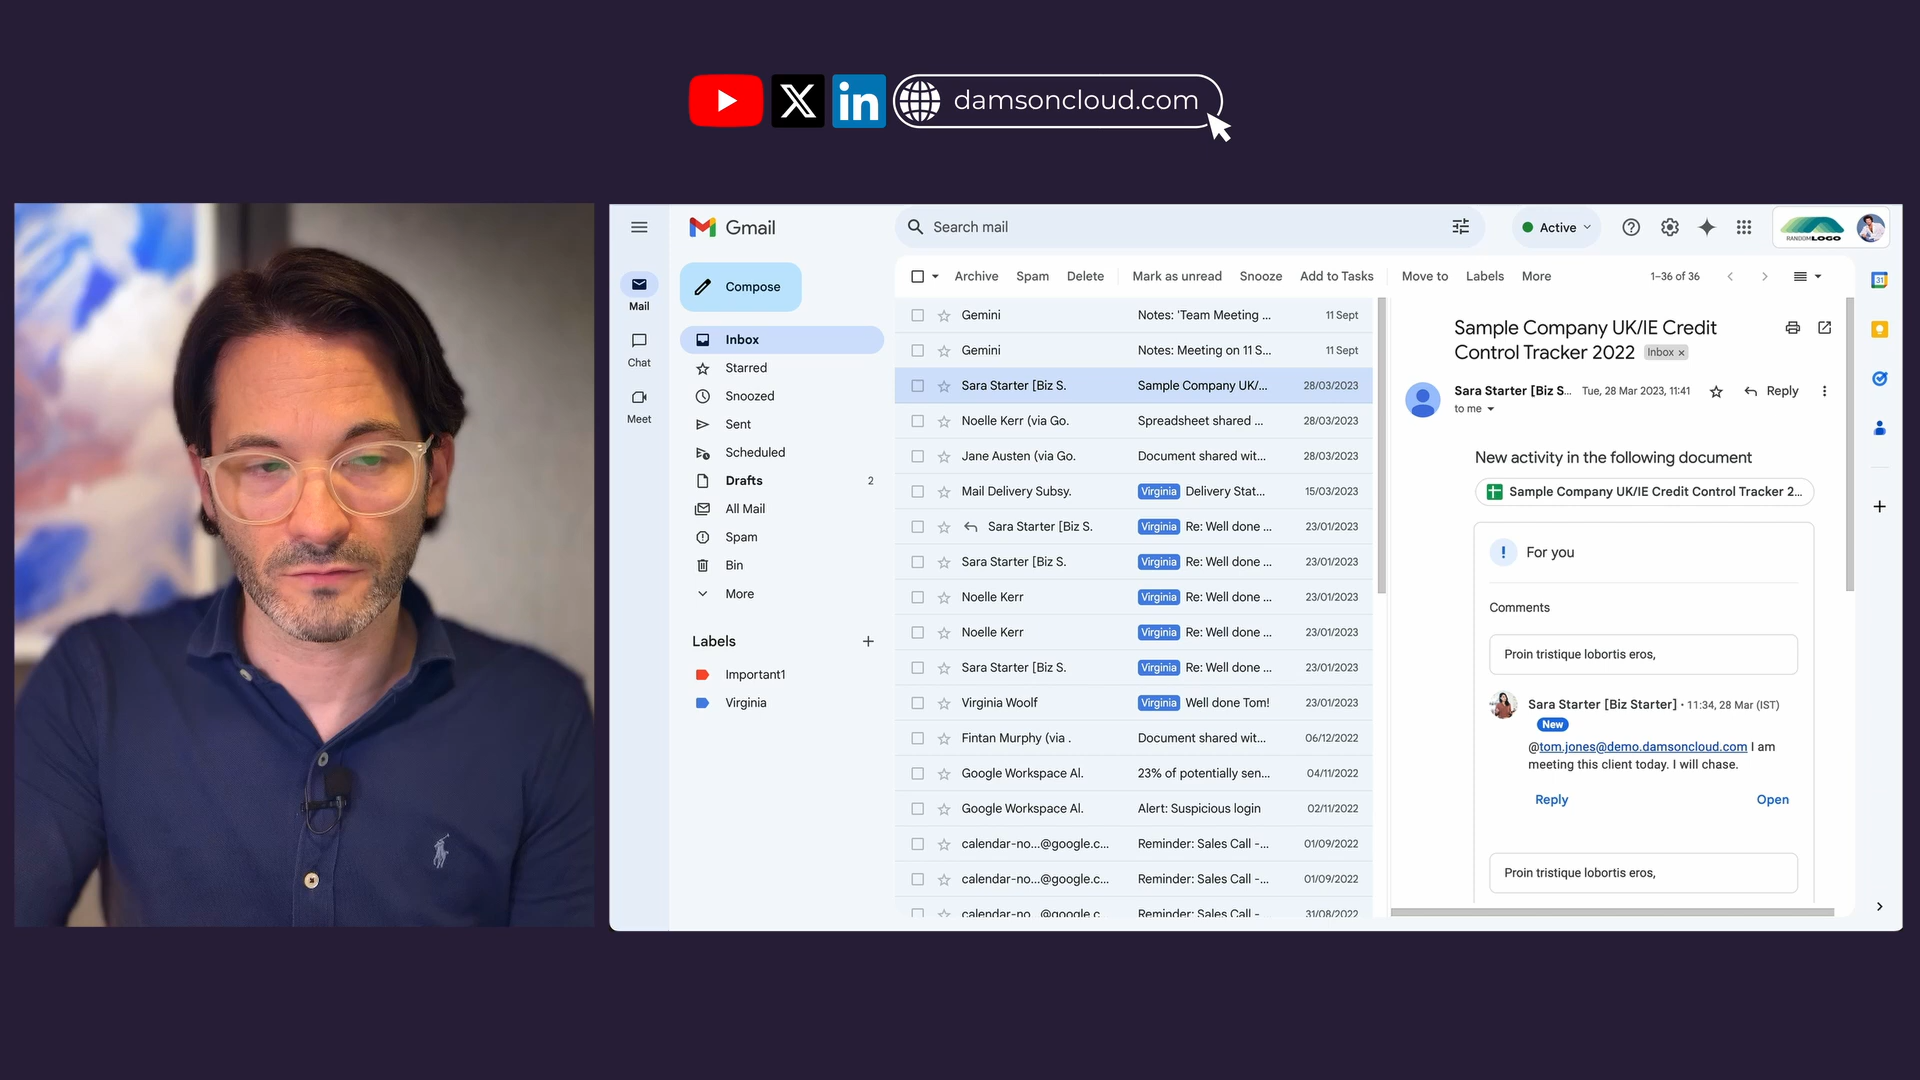 damsoncloud.com
Gmail
Search mail
Active
RANDOMLOGO
Compose
Mail
Chat
Meet
Inbox
Starred
Snoozed
Sent
Scheduled
Drafts 2
All Mail
Spam
Bin
More
Labels
Important1
Virginia
Archive Spam Delete Mark as unread Snooze Add to Tasks Move to Labels More 1–36 of 36
Gemini Notes: 'Team Meeting ... 11 Sept
Gemini Notes: Meeting on 11 S... 11 Sept
Sara Starter [Biz S. Sample Company UK/... 28/03/2023
Noelle Kerr (via Go. Spreadsheet shared ... 28/03/2023
Jane Austen (via Go. Document shared wit... 28/03/2023
Mail Delivery Subsy. Virginia Delivery Stat... 15/03/2023
Sara Starter [Biz S. Virginia Re: Well done ... 23/01/2023
Sara Starter [Biz S. Virginia Re: Well done ... 23/01/2023
Noelle Kerr Virginia Re: Well done ... 23/01/2023
Noelle Kerr Virginia Re: Well done ... 23/01/2023
Sara Starter [Biz S. Virginia Re: Well done ... 23/01/2023
Virginia Woolf Virginia Well done Tom! 23/01/2023
Fintan Murphy (via . Document shared wit... 06/12/2022
Google Workspace Al. 23% of potentially sen... 04/11/2022
Google Workspace Al. Alert: Suspicious login 02/11/2022
calendar-no...@google.c... Reminder: Sales Call -... 01/09/2022
calendar-no...@google.c... Reminder: Sales Call -... 01/09/2022
calendar-no...@google.c... Reminder: Sales Call -... 31/08/2022
Sample Company UK/IE Credit
Control Tracker 2022 Inbox x
Sara Starter [Biz S... Tue, 28 Mar 2023, 11:41 Reply
to me
New activity in the following document
Sample Company UK/IE Credit Control Tracker 2...
! For you
Comments
Proin tristique lobortis eros,
Sara Starter [Biz Starter] • 11:34, 28 Mar (IST)
New
@tom.jones@demo.damsoncloud.com I am
meeting this client today. I will chase.
Reply Open
Proin tristique lobortis eros,
31